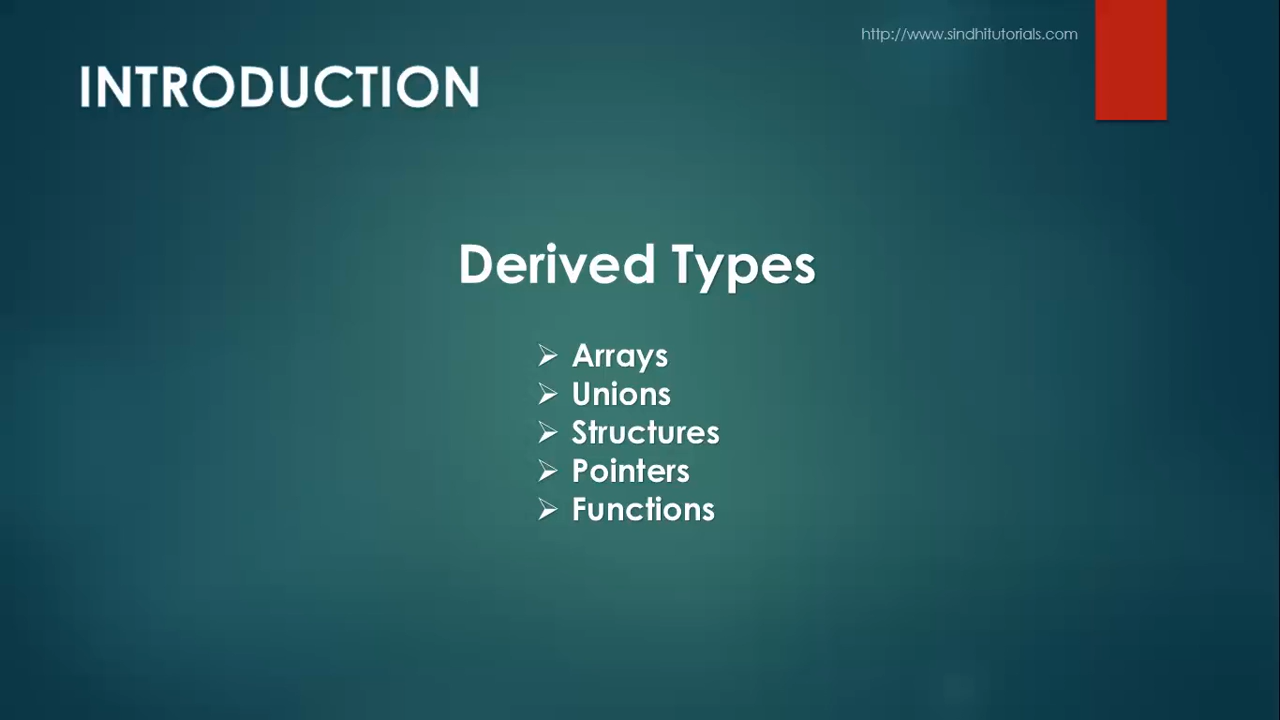 http://www.sindhitutorials.com
INTRODUCTION
Derived Types
➢ Arrays
➢ Unions
➢ Structures
➢ Pointers
➢ Functions